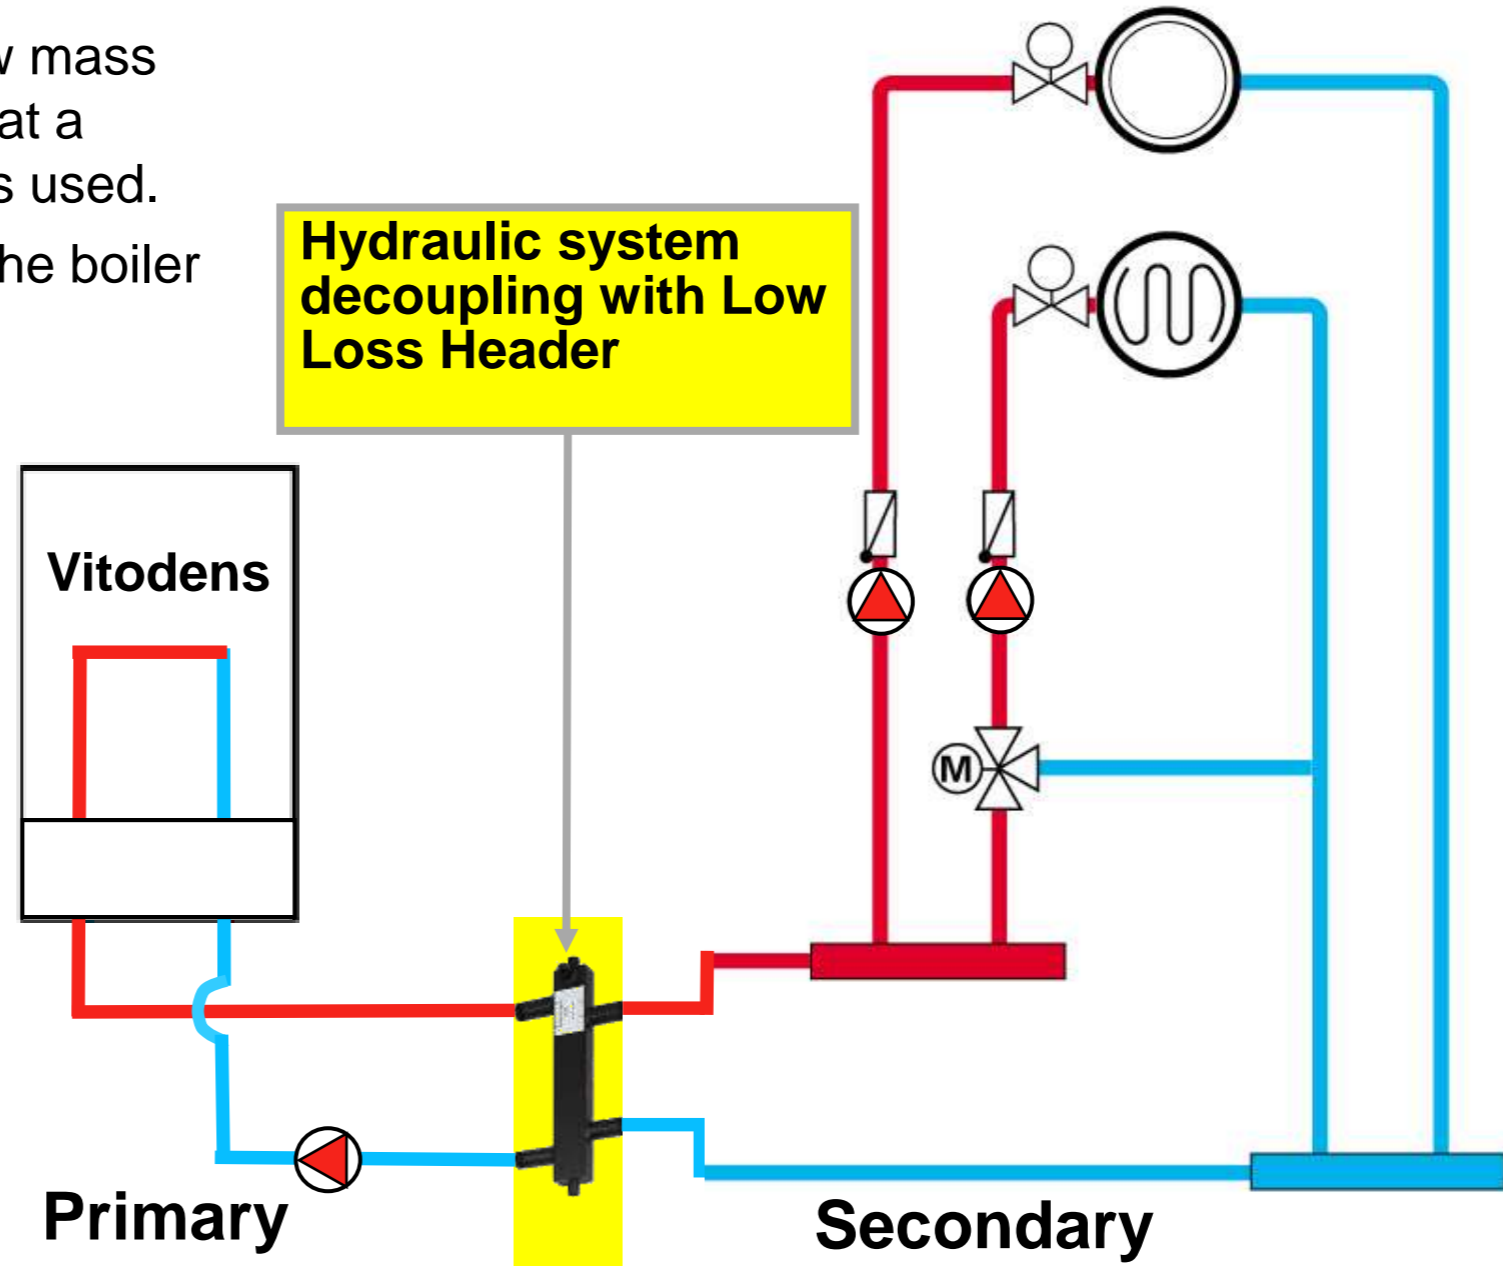 w mass
at a
s used.
he boiler
Hydraulic system
decoupling with Low
Loss Header
Vitodens
M
Primary
Secondary